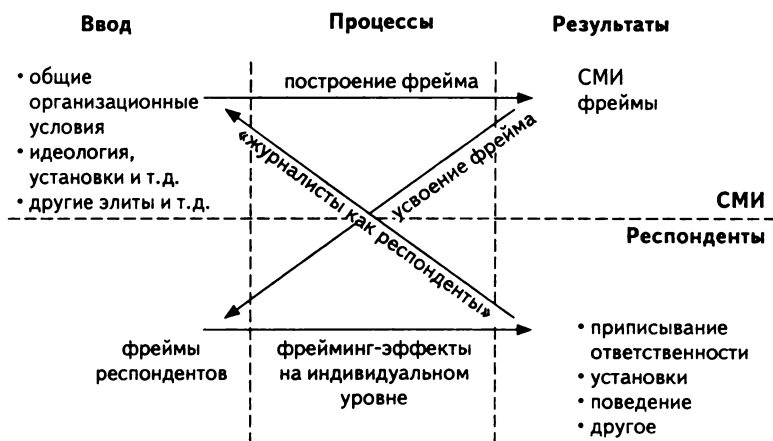 Ввод
Процессы
Результаты
• общие
организационные
условия
• идеология,
установки и т.д.
• другие элиты и т.д.
построение фрейма
СМИ
фреймы
«журналисты как респонденты»
усвоение фрейма
СМИ
Респонденты
фреймы
респондентов
фрейминг-эффекты
на индивидуальном
уровне
• приписывание
ответственности
• установки
• поведение
• другое